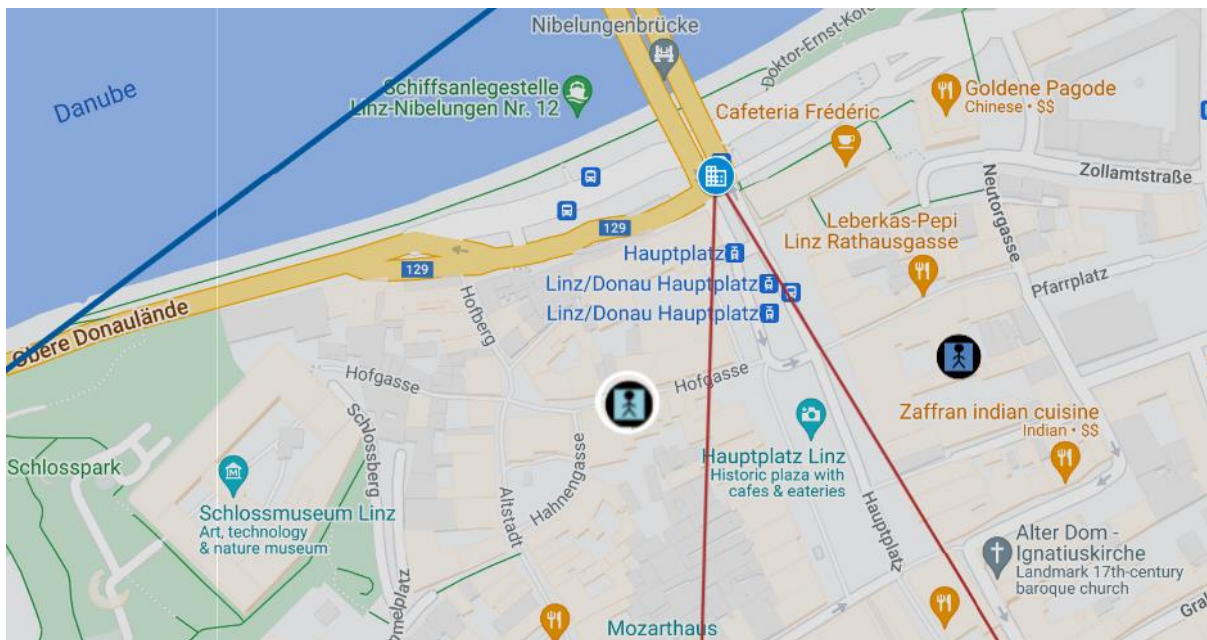 Nibelungenbrücke
Danube
Schiffsanlegestelle
Linz-Nibelungen Nr. 12
Doktor-Ernst-Kore
Goldene Pagode
Chinese • $$
Cafeteria Frédéric
Zollamtstraße
Neutorgasse
Leberkas-Pepi
Linz Rathausgasse
129
129
Hauptplatz
Linz/Donau Hauptplatz
Linz/Donau Hauptplatz
Pfarrplatz
Obere Donaulände
Hofberg
Hofgasse
Hofgasse
Zaffran indian cuisine
Indian • $$
Schlossberg
Hauptplatz Linz
Historic plaza with
cafes & eateries
Schlosspark
Schlossmuseum Linz
Art, technology
& nature museum
Altstadt
Hahnengasse
Hauptplatz
Alter Dom -
Ignatiuskirche
Landmark 17th-century
baroque church
Gral
melplatz
Mozarthaus